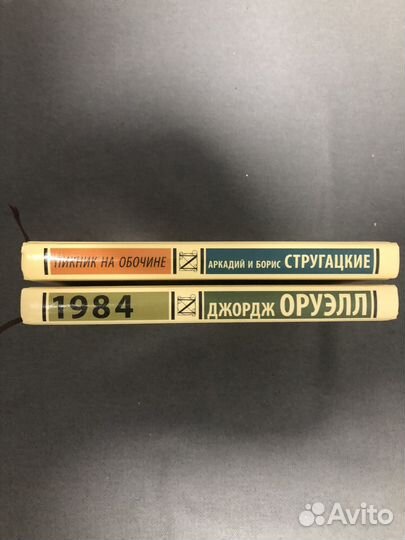 ПИКНИК НА ОБОЧИНЕ АРКАДИЙ И БОРИС СТРУГАЦКИЕ
1984 ДЖОРДЖ ОРУЭЛЛ
Avito